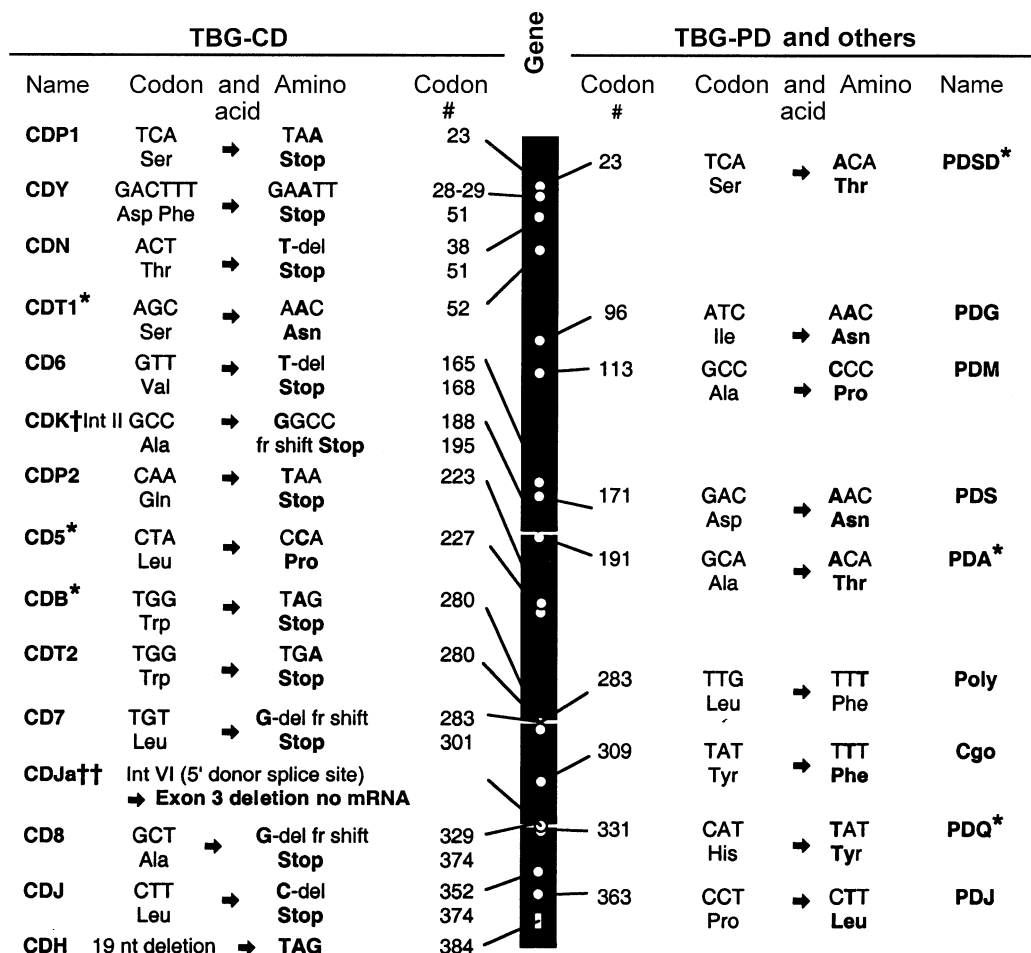 TBG-CD
Gene
TBG-PD and others
Name Codon and Amino Codon
acid #
Codon Codon and Amino Name
# acid
CDP1 TCA ➡ TAA 23
Ser Stop
CDY GACTTT ➡ GAATT 28-29
Asp Phe Stop 51
CDN ACT ➡ T-del 38
Thr Stop 51
CDT1* AGC ➡ AAC 52
Ser Asn
CD6 GTT ➡ T-del 165
Val Stop 168
CDK†Int II GCC ➡ GGCC 188
Ala fr shift Stop 195
CDP2 CAA ➡ TAA 223
Gln Stop
CD5* CTA ➡ CCA 227
Leu Pro
CDB* TGG ➡ TAG 280
Trp Stop
CDT2 TGG ➡ TGA 280
Trp Stop
CD7 TGT ➡ G-del fr shift 283
Leu Stop 301
CDJa†† Int VI (5' donor splice site)
➡ Exon 3 deletion no mRNA
CD8 GCT ➡ G-del fr shift 329
Ala Stop 374
CDJ CTT ➡ C-del 352
Leu Stop 374
CDH 19 nt deletion ➡ TAG 384
23 TCA ➡ ACA PDSD*
Ser Thr
96 ATC AAC PDG
Ile ➡ Asn
113 GCC CCC PDM
Ala ➡ Pro
171 GAC ➡ AAC PDS
Asp Asn
191 GCA ➡ ACA PDA*
Ala Thr
283 TTG ➡ TTT Poly
Leu Phe
309 TAT ➡ TTT Cgo
Tyr Phe
331 CAT ➡ TAT PDQ*
His Tyr
363 CCT ➡ CTT PDJ
Pro Leu